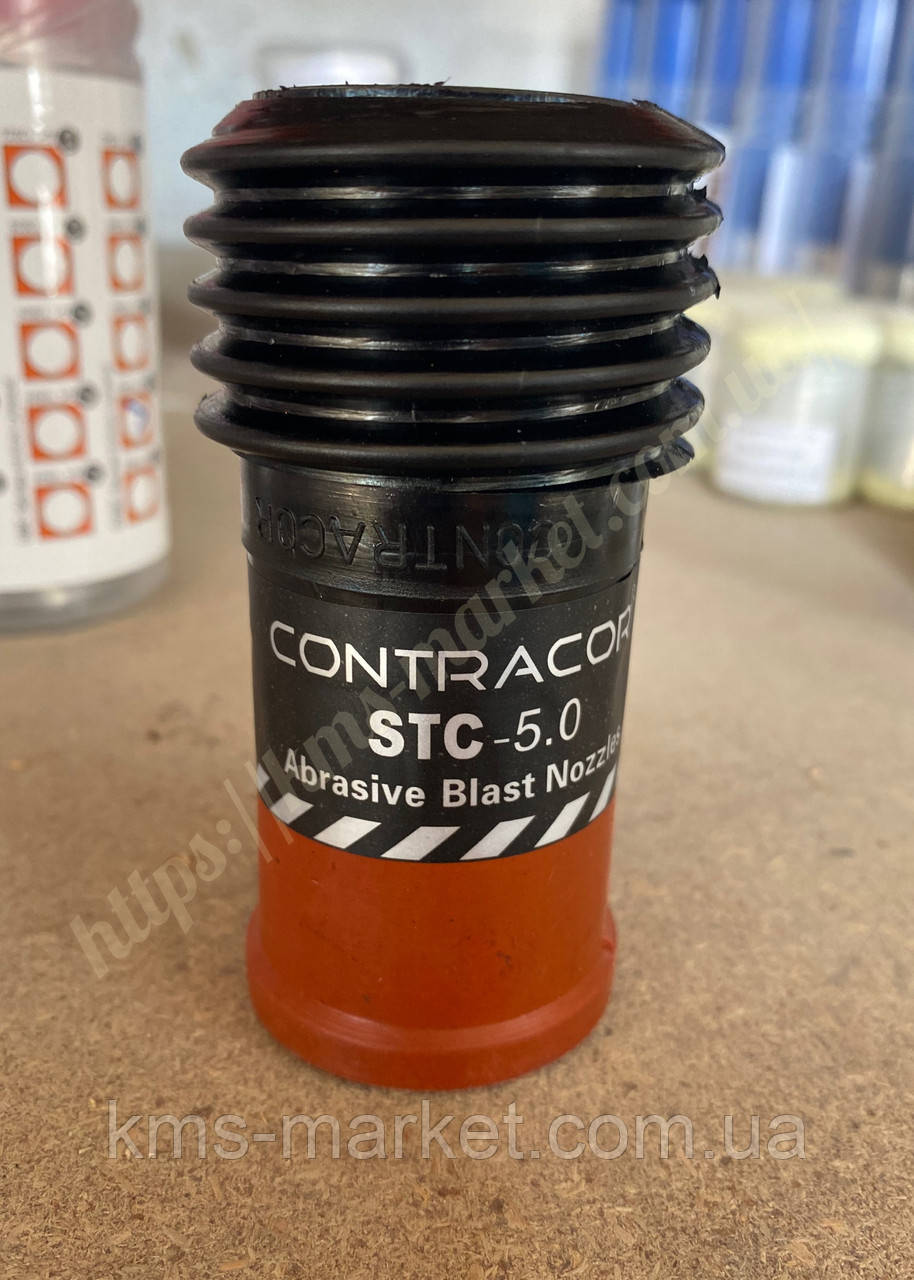 CONTRACOR
CONTRACOR
STC-5.0
Abrasive Blast Nozzles
https://kms-market.com.ua/
kms-market.com.ua